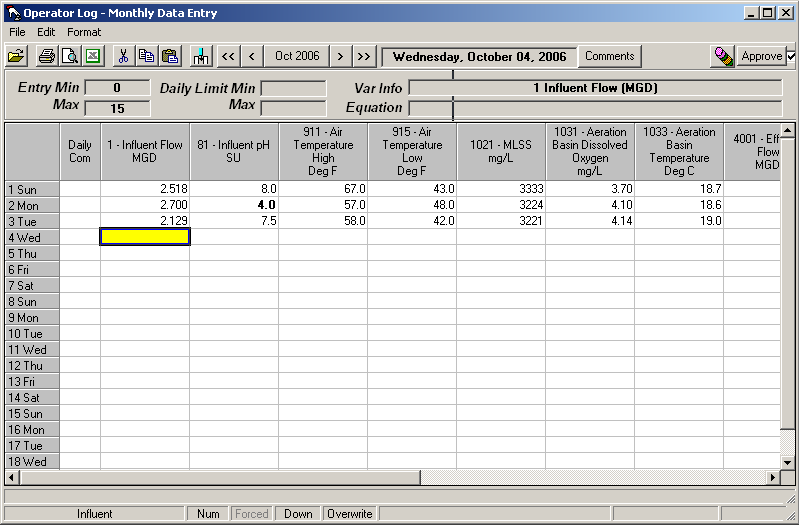 Operator Log - Monthly Data Entry
File Edit Format
<< < Oct 2006 > >> Wednesday, October 04, 2006 Comments Approve
Entry Min 0 Daily Limit Min Var Info 1 Influent Flow (MGD)
Max 15 Max Equation
Daily Com 1 - Influent Flow MGD 81 - Influent pH SU 911 - Air Temperature High Deg F 915 - Air Temperature Low Deg F 1021 - MLSS mg/L 1031 - Aeration Basin Dissolved Oxygen mg/L 1033 - Aeration Basin Temperature Deg C 4001 - Eff Flow MGD
1 Sun 2.518 8.0 67.0 43.0 3333 3.70 18.7
2 Mon 2.700 4.0 57.0 48.0 3224 4.10 18.6
3 Tue 2.129 7.5 58.0 42.0 3221 4.14 19.0
4 Wed
5 Thu
6 Fri
7 Sat
8 Sun
9 Mon
10 Tue
11 Wed
12 Thu
13 Fri
14 Sat
15 Sun
16 Mon
17 Tue
18 Wed
Influent Num Forced Down Overwrite